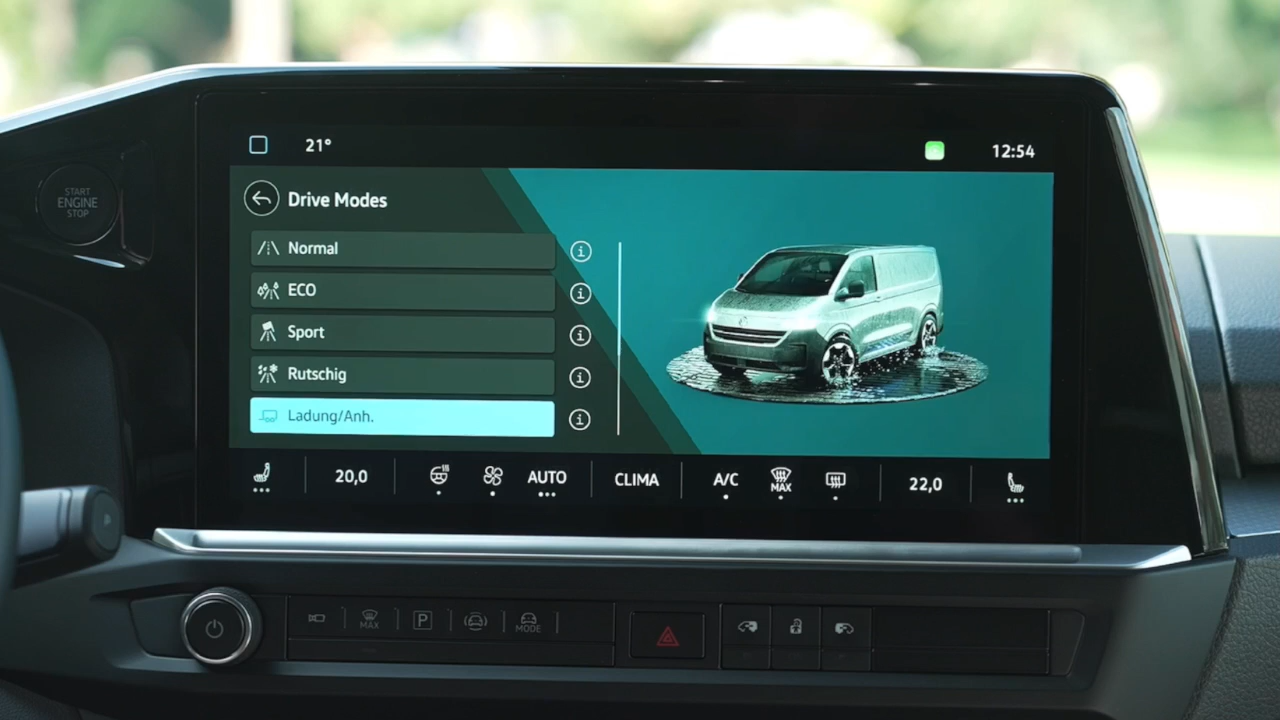 21° 12:54
START
ENGINE
STOP
Drive Modes
Normal
ECO
Sport
Rutschig
Ladung/Anh.
20,0 AUTO CLIMA A/C MAX 22,0
P
MAX P MODE